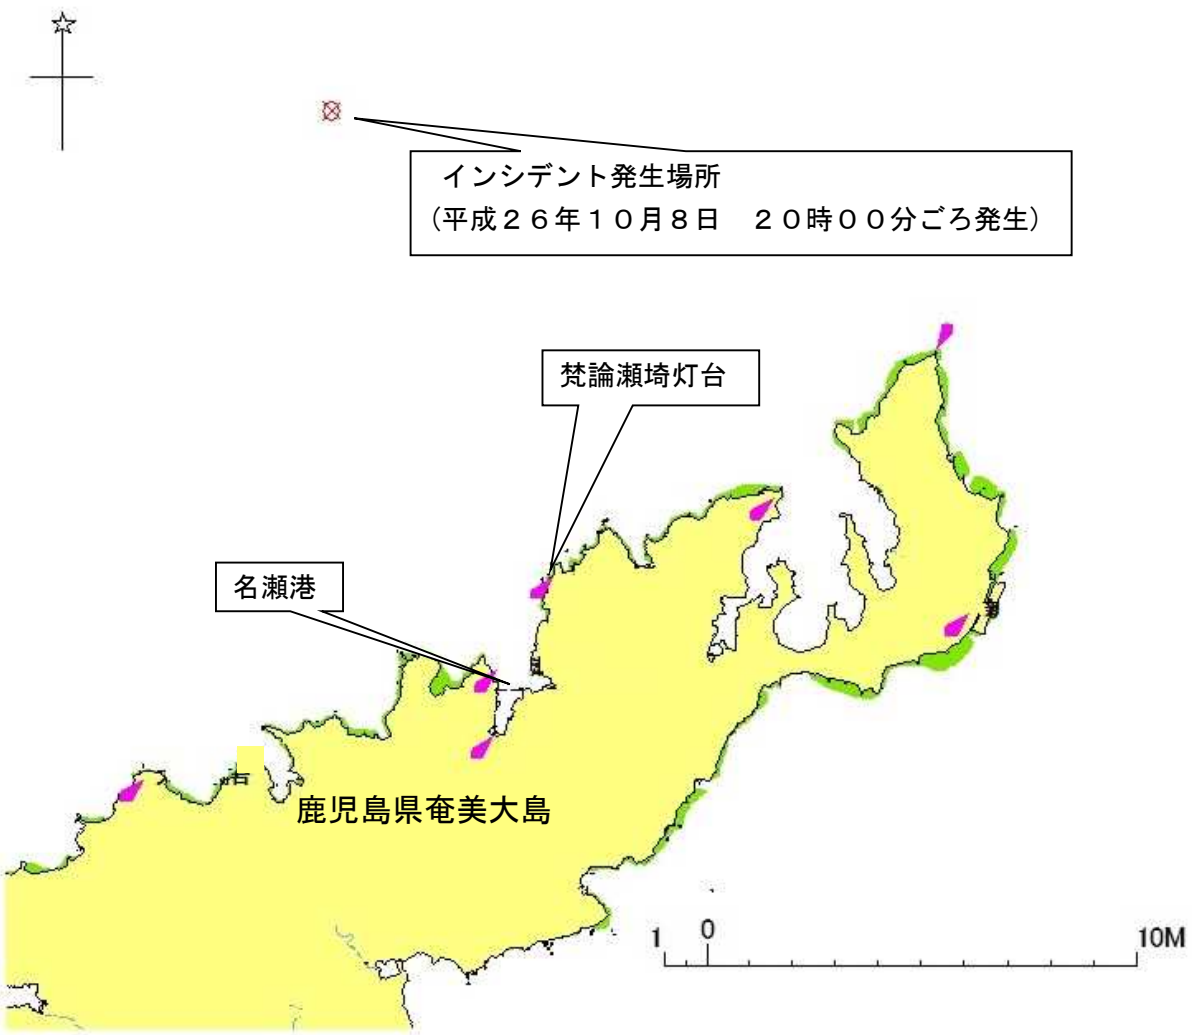 インシデント発生場所
（平成２６年１０月８日　２０時００分ごろ発生）
梵論瀬埼灯台
名瀬港
鹿児島県奄美大島
1 0 10M